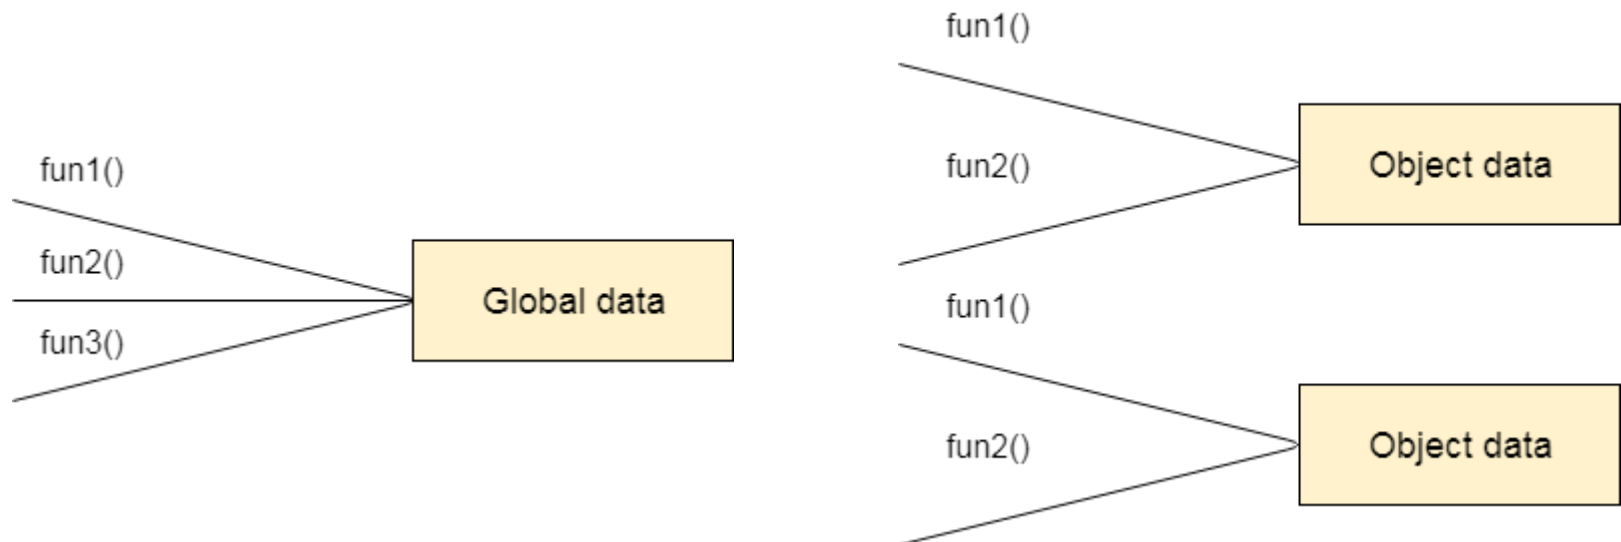 fun1()
fun2()
fun3()
Global data
fun1()
fun2()
Object data
fun1()
fun2()
Object data